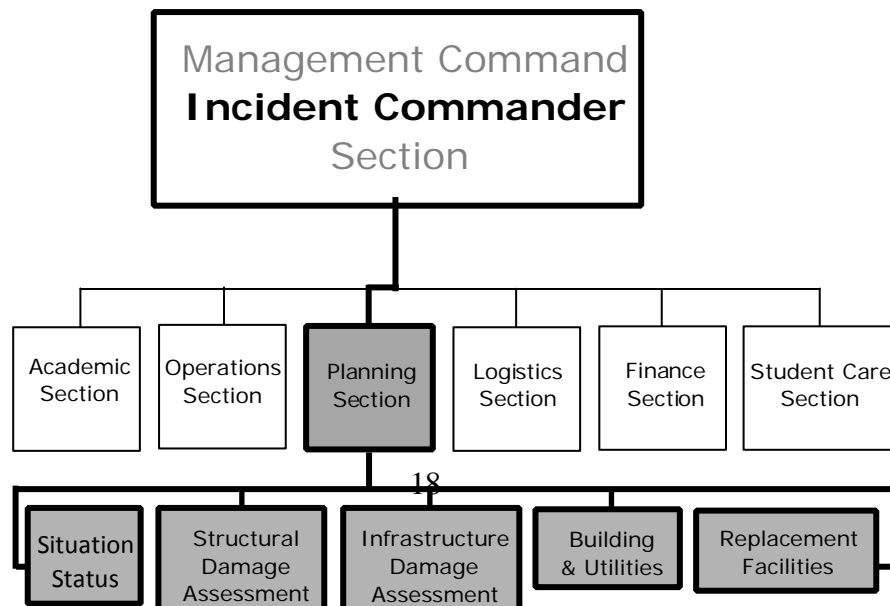 Management Command
Incident Commander
Section
Academic
Section
Operations
Section
Planning
Section
Logistics
Section
Finance
Section
Student Care
Section
18
Situation
Status
Structural
Damage
Assessment
Infrastructure
Damage
Assessment
Building
& Utilities
Replacement
Facilities